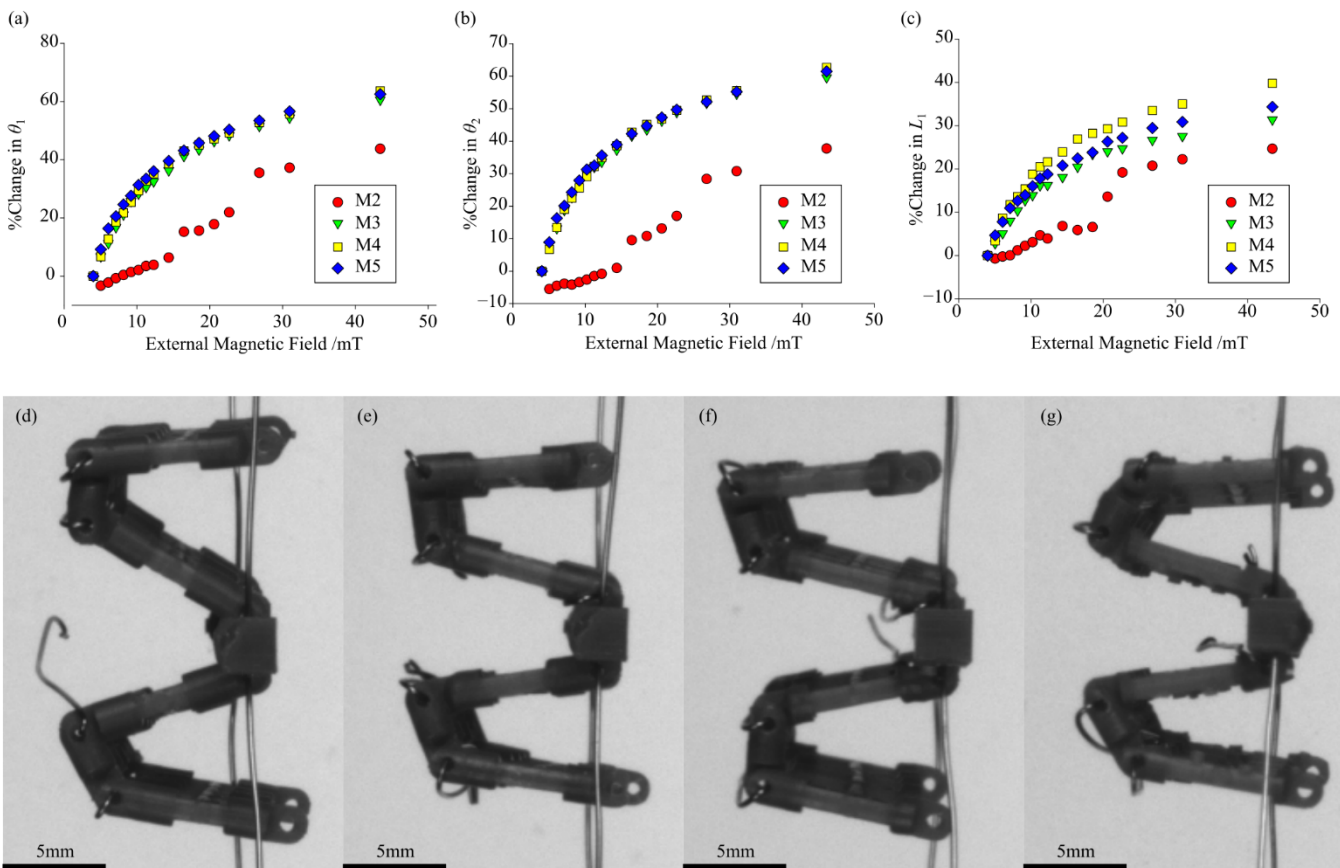 (a)
80
60
40
20
0
0
10
20
30
40
50
%Change in θ1
External Magnetic Field /mT
M2
M3
M4
M5
(b)
70
60
50
40
30
20
10
0
−10
0
10
20
30
40
50
%Change in θ2
External Magnetic Field /mT
M2
M3
M4
M5
(c)
50
40
30
20
10
0
−10
0
10
20
30
40
50
%Change in L1
External Magnetic Field /mT
M2
M3
M4
M5
(d)
(e)
(f)
(g)
5mm
5mm
5mm
5mm